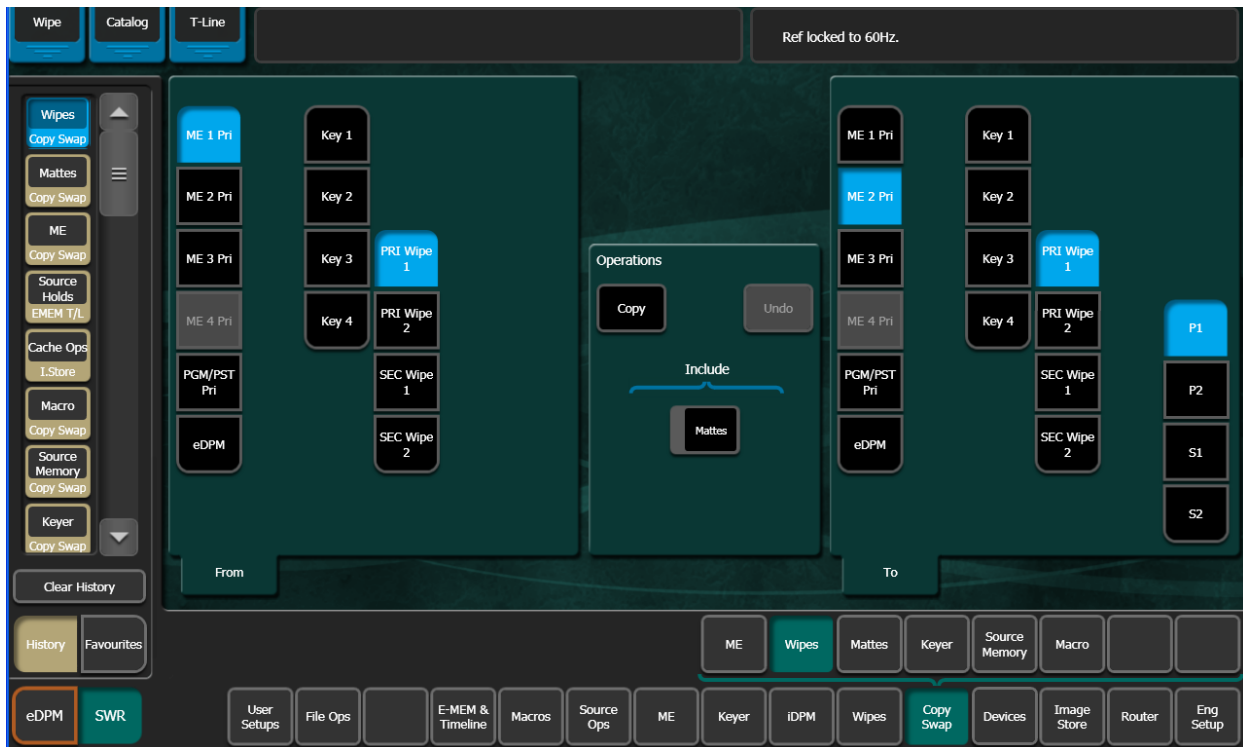 Wipe
Catalog
T-Line
Ref locked to 60Hz.
Wipes
Copy Swap
Mattes
Copy Swap
ME
Copy Swap
Source
Holds
EMEM T/L
Cache Ops
I.Store
Macro
Copy Swap
Source
Memory
Copy Swap
Keyer
Copy Swap
Clear History
History
Favourites
ME 1 Pri
ME 2 Pri
ME 3 Pri
ME 4 Pri
PGM/PST
Pri
eDPM
Key 1
Key 2
Key 3
Key 4
PRI Wipe
1
PRI Wipe
2
SEC Wipe
1
SEC Wipe
2
From
Operations
Copy
Undo
Include
Mattes
ME 1 Pri
ME 2 Pri
ME 3 Pri
ME 4 Pri
PGM/PST
Pri
eDPM
Key 1
Key 2
Key 3
Key 4
PRI Wipe
1
PRI Wipe
2
SEC Wipe
1
SEC Wipe
2
P1
P2
S1
S2
To
ME
Wipes
Mattes
Keyer
Source
Memory
Macro
eDPM
SWR
User
Setups
File Ops
E-MEM &
Timeline
Macros
Source
Ops
ME
Keyer
iDPM
Wipes
Copy
Swap
Devices
Image
Store
Router
Eng
Setup